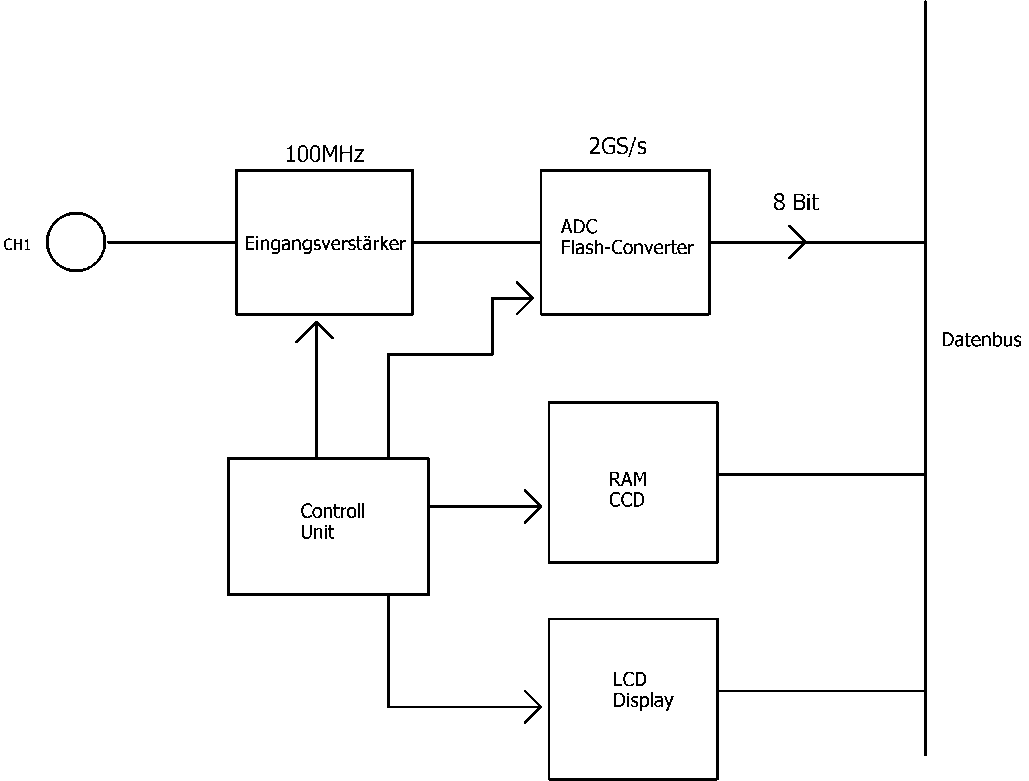 100MHz
2GS/s
8 Bit
CH1
Eingangsverstärker
ADC
Flash-Converter
Datenbus
RAM
CCD
Controll
Unit
LCD
Display